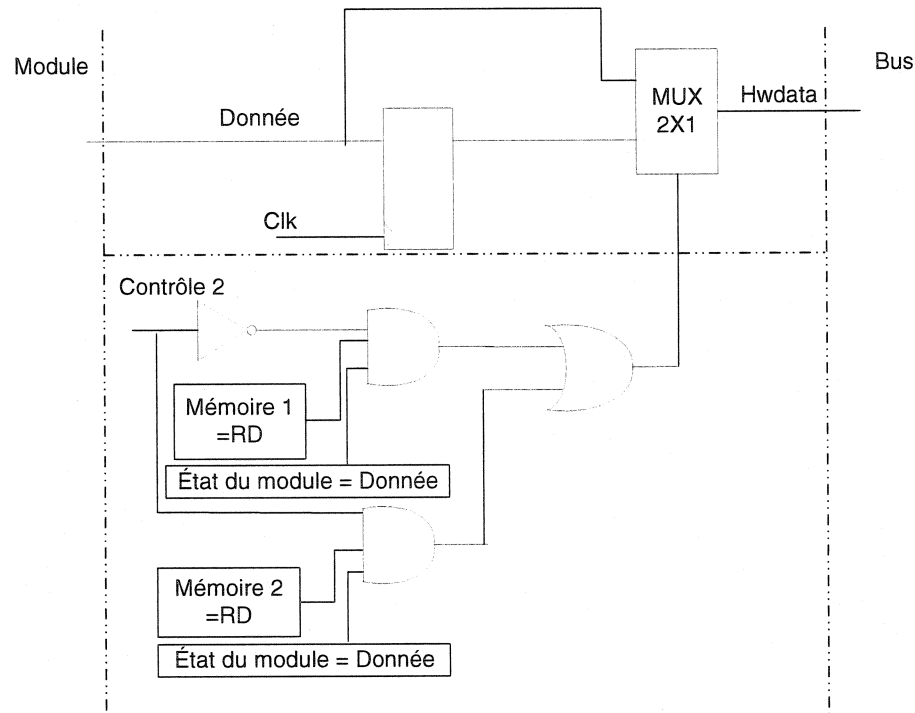 Module
Bus
MUX
2X1
Hwdata
Donnée
Clk
Contrôle 2
Mémoire 1
=RD
État du module = Donnée
Mémoire 2
=RD
État du module = Donnée